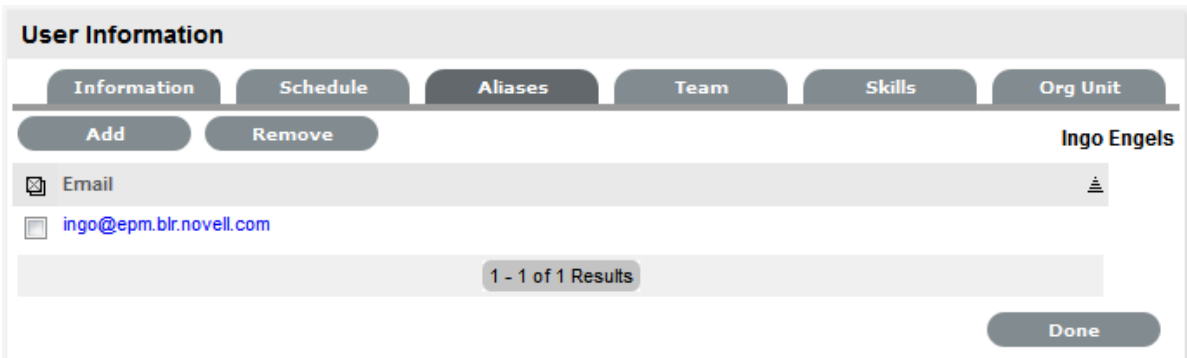 User Information
Information Schedule Aliases Team Skills Org Unit
Add Remove Ingo Engels
Email
ingo@epm.blr.novell.com
1 - 1 of 1 Results
Done